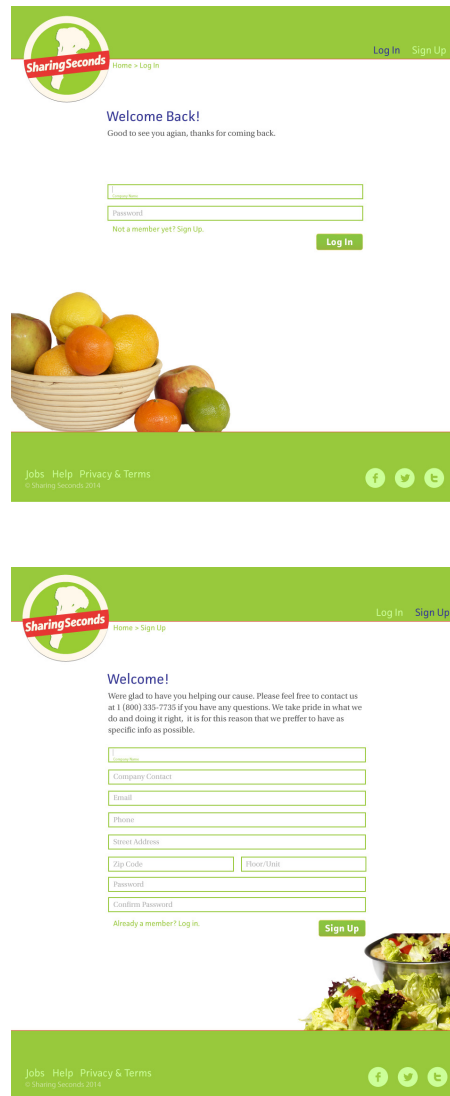 SharingSeconds
Log In Sign Up
Home > Log In
Welcome Back!
Good to see you agian, thanks for coming back.
Company Name
Password
Not a member yet? Sign Up.
Log In
Jobs Help Privacy & Terms
© Sharing Seconds 2014
SharingSeconds
Log In Sign Up
Home > Sign Up
Welcome!
Were glad to have you helping our cause. Please feel free to contact us
at 1 (800) 335-7735 if you have any questions. We take pride in what we
do and doing it right, it is for this reason that we preffer to have as
specific info as possible.
Company Name
Company Contact
Email
Phone
Street Address
Zip Code Floor/Unit
Password
Confirm Password
Already a member? Log in.
Sign Up
Jobs Help Privacy & Terms
© Sharing Seconds 2014